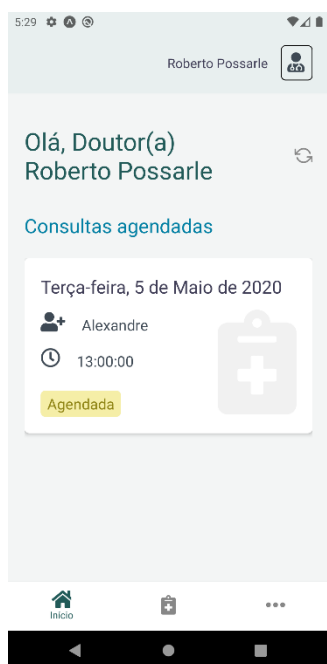 5:29
Roberto Possarle
Olá, Doutor(a)
Roberto Possarle
Consultas agendadas
Terça-feira, 5 de Maio de 2020
Alexandre
13:00:00
Agendada
Início